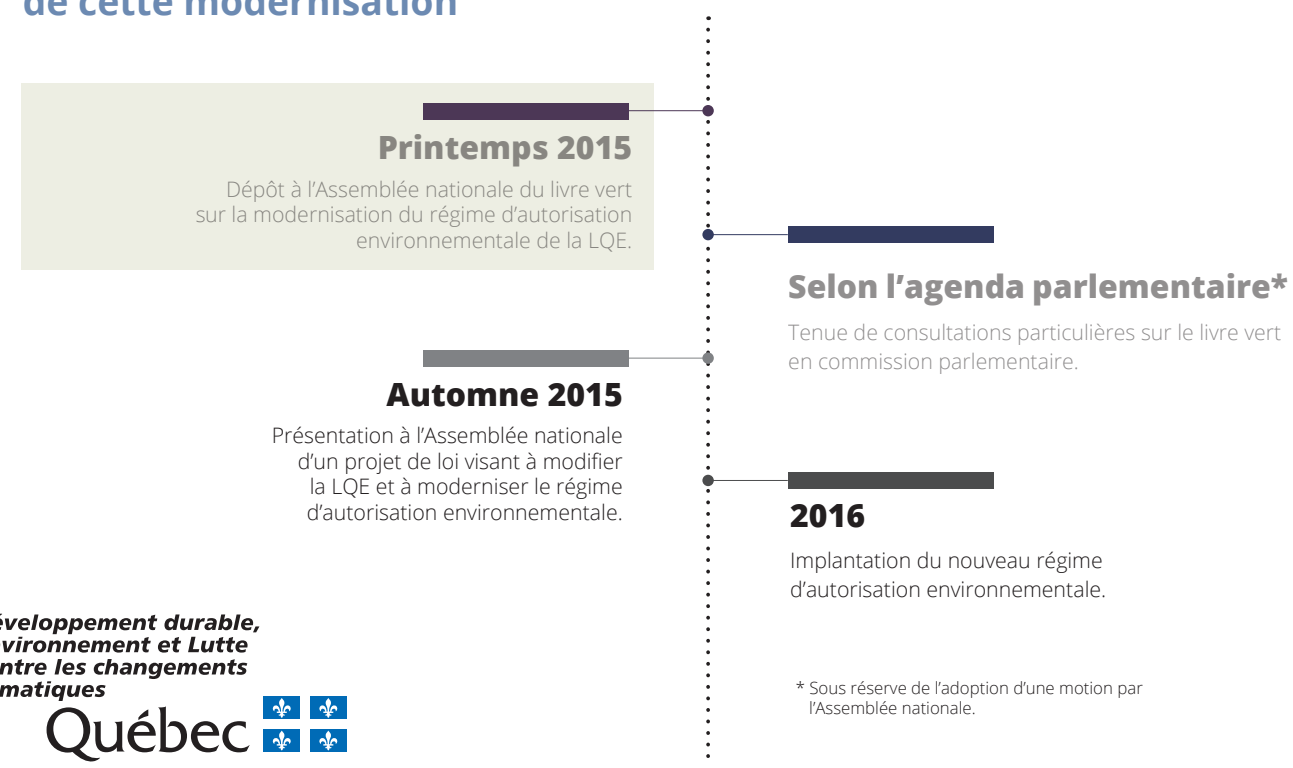 de cette modernisation
Printemps 2015
Dépôt à l’Assemblée nationale du livre vert
sur la modernisation du régime d’autorisation
environnementale de la LQE.
Selon l’agenda parlementaire*
Tenue de consultations particulières sur le livre vert
en commission parlementaire.
Automne 2015
Présentation à l’Assemblée nationale
d’un projet de loi visant à modifier
la LQE et à moderniser le régime
d’autorisation environnementale.
2016
Implantation du nouveau régime
d’autorisation environnementale.
* Sous réserve de l’adoption d’une motion par
l’Assemblée nationale.
éveloppement durable,
vironnement et Lutte
ntre les changements
matiques
Québec